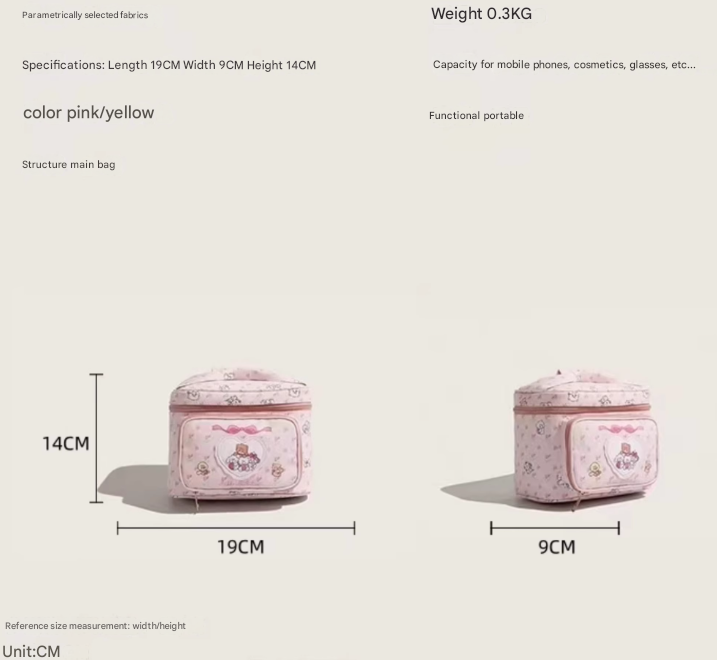 Parametrically selected fabrics
Weight 0.3KG
Specifications: Length 19CM Width 9CM Height 14CM
Capacity for mobile phones, cosmetics, glasses, etc...
color pink/yellow
Functional portable
Structure main bag
14CM
19CM
9CM
Reference size measurement: width/height
Unit:CM